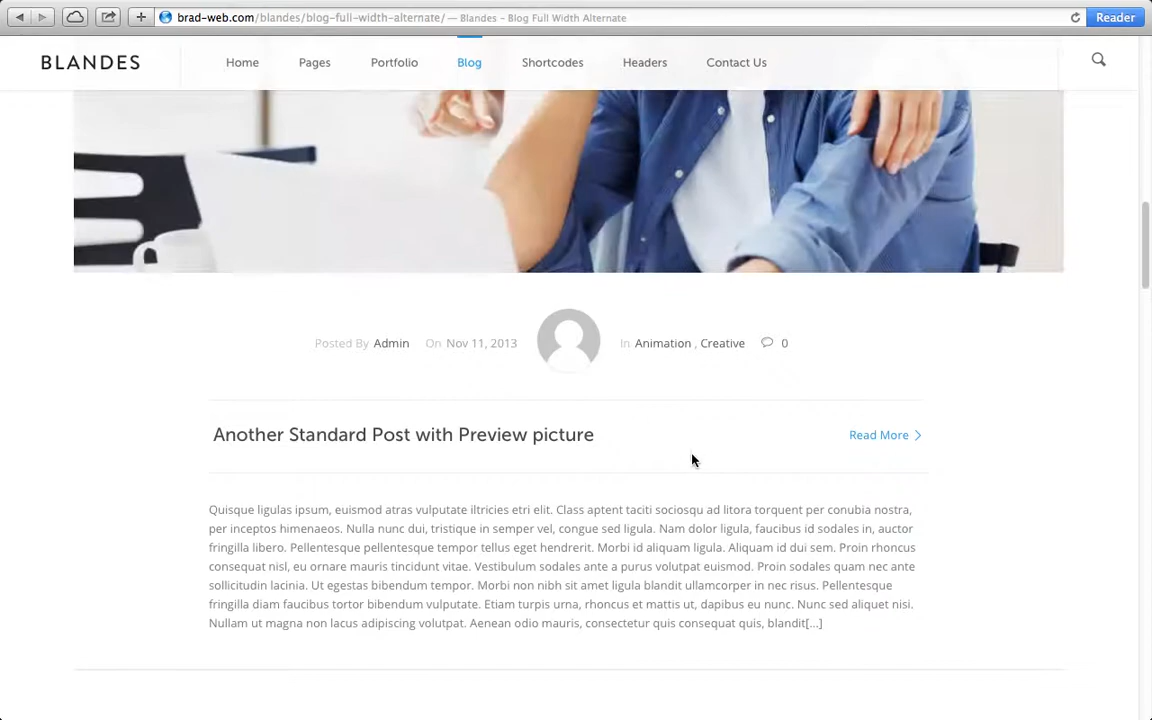 brad-web.com/blandes/blog-full-width-alternate/ — Blandes – Blog Full Width Alternate
Reader
BLANDES
Home Pages Portfolio Blog Shortcodes Headers Contact Us
Posted By Admin On Nov 11, 2013 In Animation , Creative 0
Another Standard Post with Preview picture
Read More
Quisque ligulas ipsum, euismod atras vulputate iltricies etri elit. Class aptent taciti sociosqu ad litora torquent per conubia nostra,
per inceptos himenaeos. Nulla nunc dui, tristique in semper vel, congue sed ligula. Nam dolor ligula, faucibus id sodales in, auctor
fringilla libero. Pellentesque pellentesque tempor tellus eget hendrerit. Morbi id aliquam ligula. Aliquam id dui sem. Proin rhoncus
consequat nisl, eu ornare mauris tincidunt vitae. Vestibulum sodales ante a purus volutpat euismod. Proin sodales quam nec ante
sollicitudin lacinia. Ut egestas bibendum tempor. Morbi non nibh sit amet ligula blandit ullamcorper in nec risus. Pellentesque
fringilla diam faucibus tortor bibendum vulputate. Etiam turpis urna, rhoncus et mattis ut, dapibus eu nunc. Nunc sed aliquet nisi.
Nullam ut magna non lacus adipiscing volutpat. Aenean odio mauris, consectetur quis consequat quis, blandit[...]